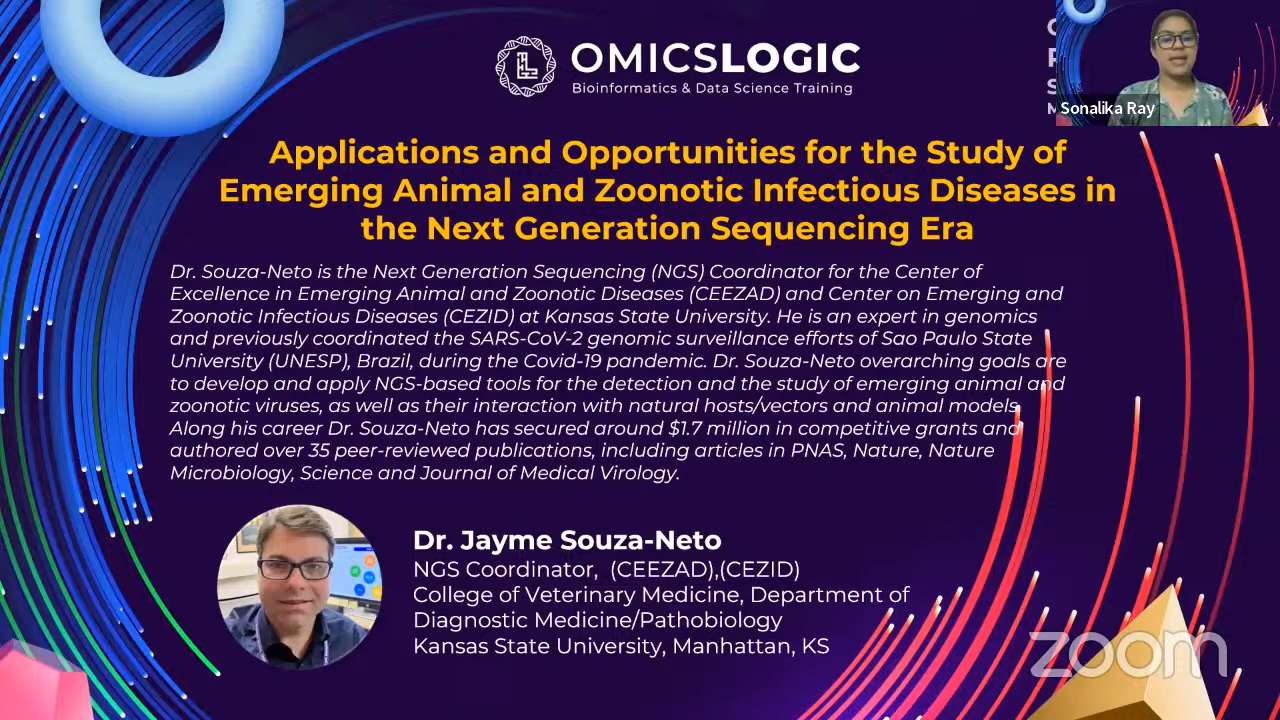 OMICSLOGIC
Bioinformatics & Data Science Training
Sonalika Ray
Applications and Opportunities for the Study of
Emerging Animal and Zoonotic Infectious Diseases in
the Next Generation Sequencing Era
Dr. Souza-Neto is the Next Generation Sequencing (NGS) Coordinator for the Center of
Excellence in Emerging Animal and Zoonotic Diseases (CEEZAD) and Center on Emerging and
Zoonotic Infectious Diseases (CEZID) at Kansas State University. He is an expert in genomics
and previously coordinated the SARS-CoV-2 genomic surveillance efforts of Sao Paulo State
University (UNESP), Brazil, during the Covid-19 pandemic. Dr. Souza-Neto overarching goals are
to develop and apply NGS-based tools for the detection and the study of emerging animal and
zoonotic viruses, as well as their interaction with natural hosts/vectors and animal models.
Along his career Dr. Souza-Neto has secured around $1.7 million in competitive grants and
authored over 35 peer-reviewed publications, including articles in PNAS, Nature, Nature
Microbiology, Science and Journal of Medical Virology.
Dr. Jayme Souza-Neto
NGS Coordinator, (CEEZAD),(CEZID)
College of Veterinary Medicine, Department of
Diagnostic Medicine/Pathobiology
Kansas State University, Manhattan, KS
zoom